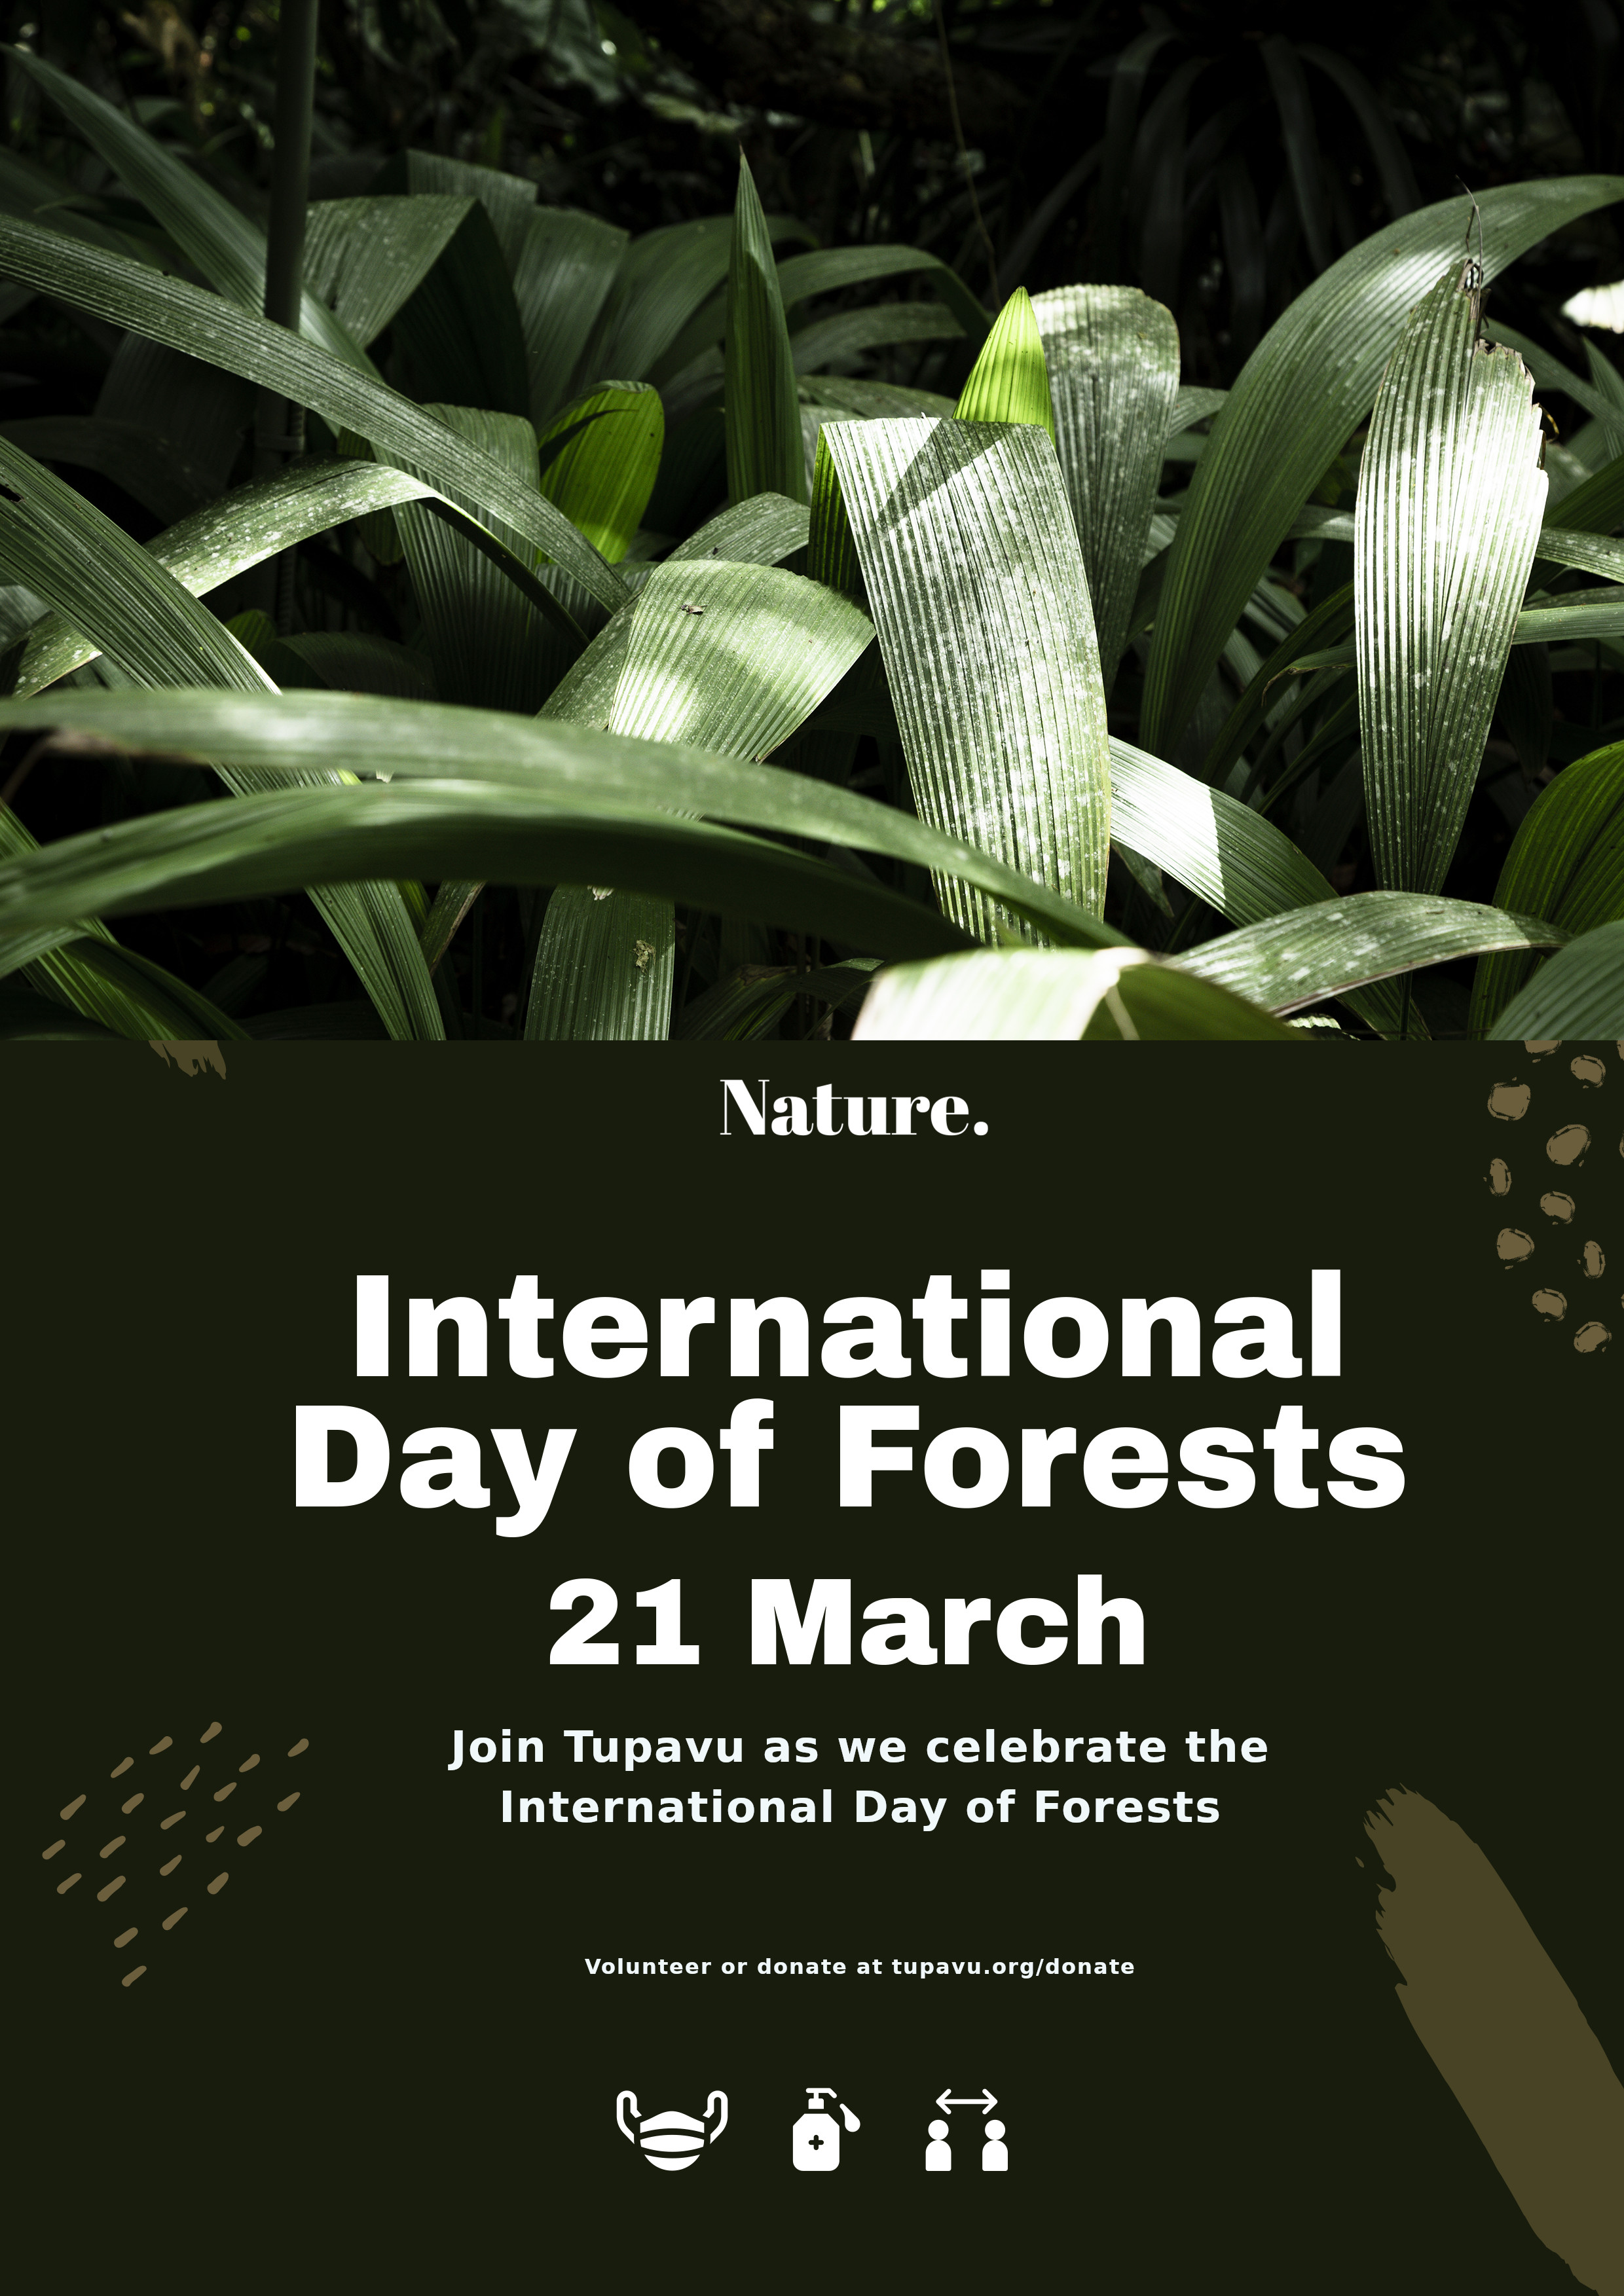 Nature.
International
Day of Forests
21 March
Join Tupavu as we celebrate the
International Day of Forests
Volunteer or donate at tupavu.org/donate